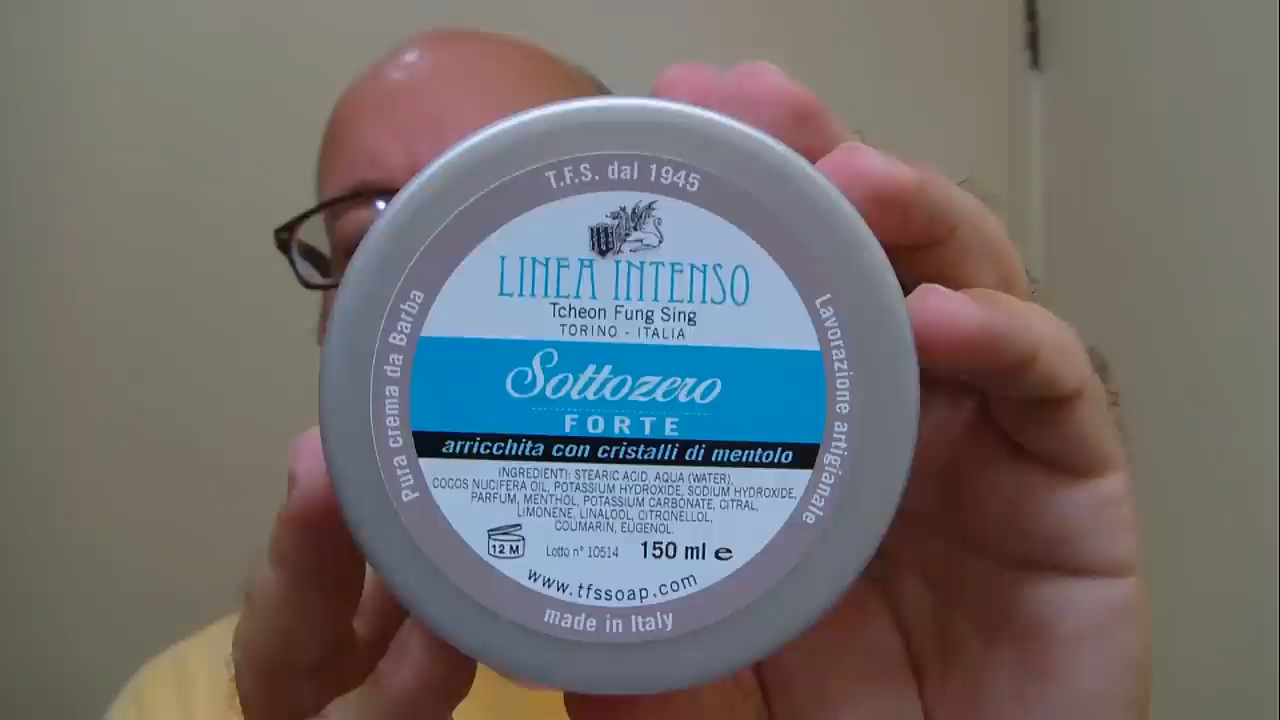 T.F.S. dal 1945
LINEA INTENSO
Tcheon Fung Sing
TORINO - ITALIA
Pura crema da Barba
Lavorazione artigianale
Sottozero
FORTE
arricchita con cristalli di mentolo
INGREDIENTI: STEARIC ACID, AQUA (WATER),
COCOS NUCIFERA OIL, POTASSIUM HYDROXIDE, SODIUM HYDROXIDE,
PARFUM, MENTHOL, POTASSIUM CARBONATE, CITRAL,
LIMONENE, LINALOOL, CITRONELLOL,
COUMARIN, EUGENOL.
12 M
Lotto n° 10514
150 ml e
www.tfssoap.com
made in Italy